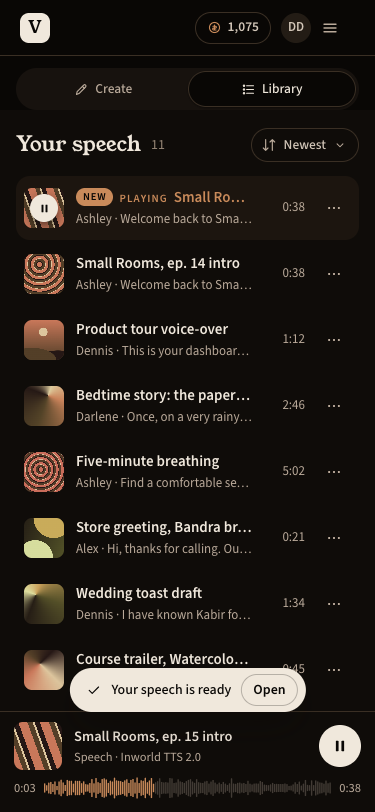 V
1,075
DD
Create
Library
Your speech 11
Newest
NEW PLAYING Small Ro…
Ashley · Welcome back to Sma…
0:38
Small Rooms, ep. 14 intro
Ashley · Welcome back to Sma…
0:38
Product tour voice-over
Dennis · This is your dashboar…
1:12
Bedtime story: the paper…
Darlene · Once, on a very rainy…
2:46
Five-minute breathing
Ashley · Find a comfortable se…
5:02
Store greeting, Bandra br…
Alex · Hi, thanks for calling. Ou…
0:21
Wedding toast draft
Dennis · I have known Kabir fo…
1:34
Course trailer, Watercolo…
Your speech is ready
Open
Small Rooms, ep. 15 intro
Speech · Inworld TTS 2.0
0:03
0:38